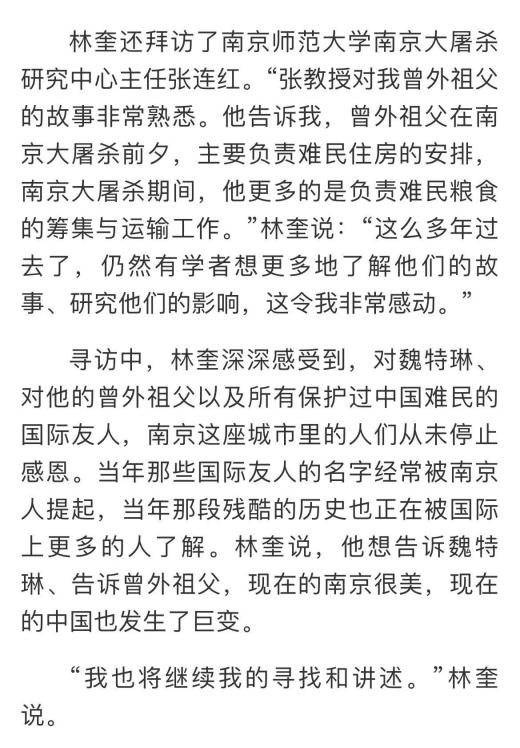 林奎还拜访了南京师范大学南京大屠杀
研究中心主任张连红。“张教授对我曾外祖父
的故事非常熟悉。他告诉我，曾外祖父在南
京大屠杀前夕，主要负责难民住房的安排，
南京大屠杀期间，他更多的是负责难民粮食
的筹集与运输工作。”林奎说：“这么多年过
去了，仍然有学者想更多地了解他们的故
事、研究他们的影响，这令我非常感动。”
寻访中，林奎深深感受到，对魏特琳、
对他的曾外祖父以及所有保护过中国难民的
国际友人，南京这座城市里的人们从未停止
感恩。当年那些国际友人的名字经常被南京
人提起，当年那段残酷的历史也正在被国际
上更多的人了解。林奎说，他想告诉魏特
琳、告诉曾外祖父，现在的南京很美，现在
的中国也发生了巨变。
“我也将继续我的寻找和讲述。”林奎
说。